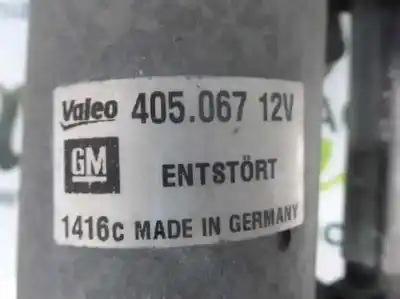 Valeo 405.067 12V
GM
ENTSTÖRT
1416c MADE IN GERMANY